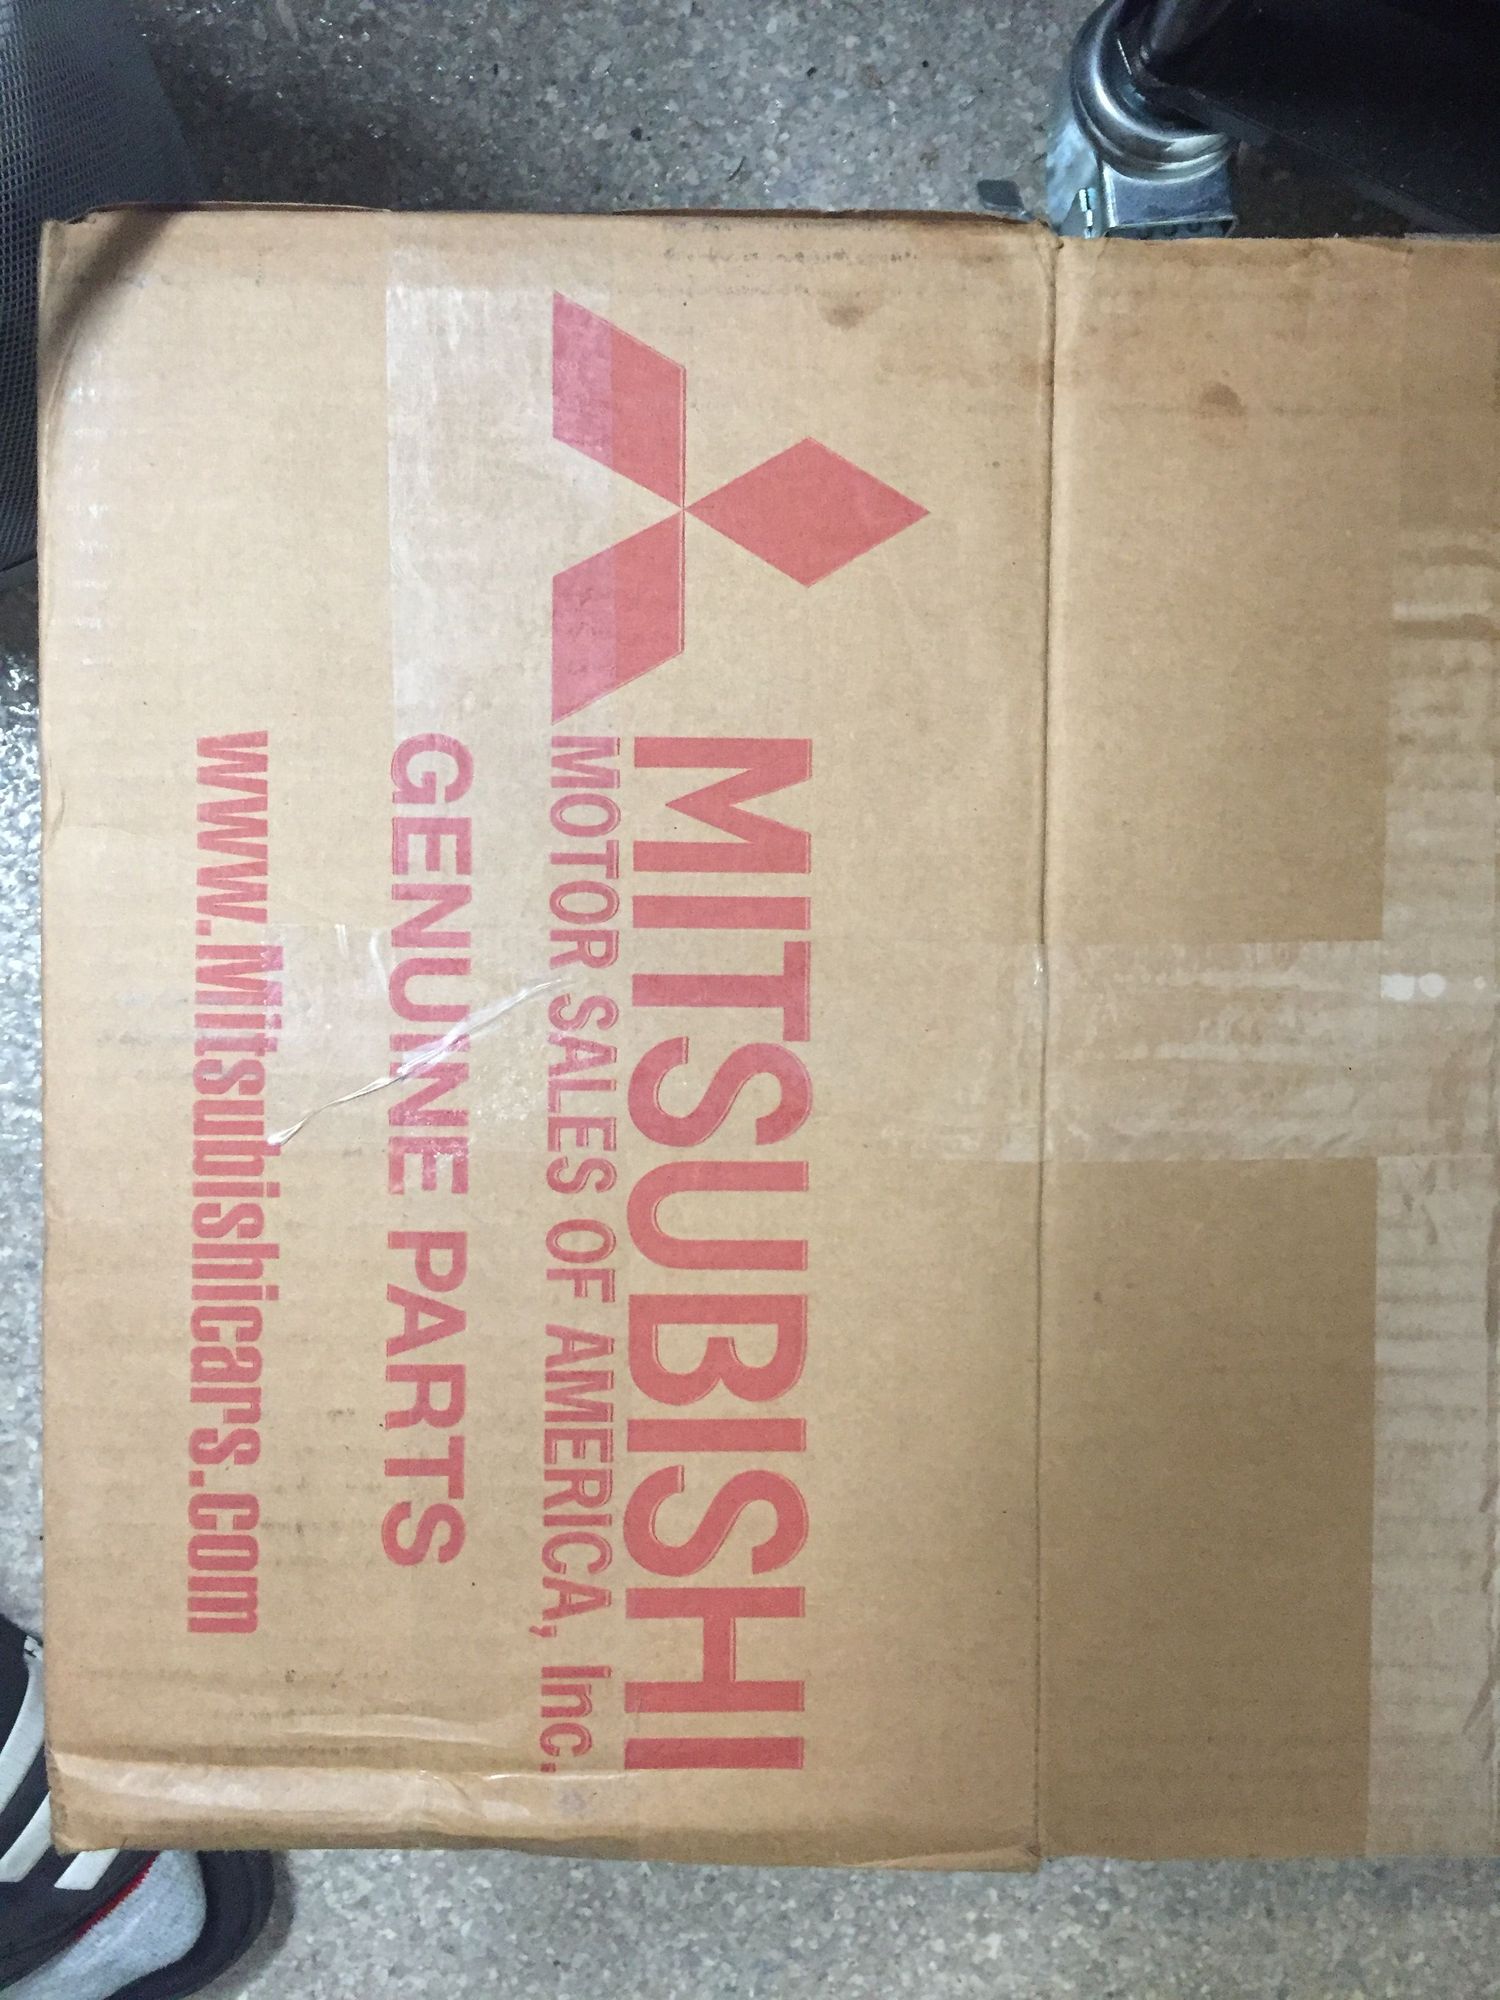 MITSUBISHI
MOTOR SALES OF AMERICA, Inc.
GENUINE PARTS
www.Mitsubishicars.com